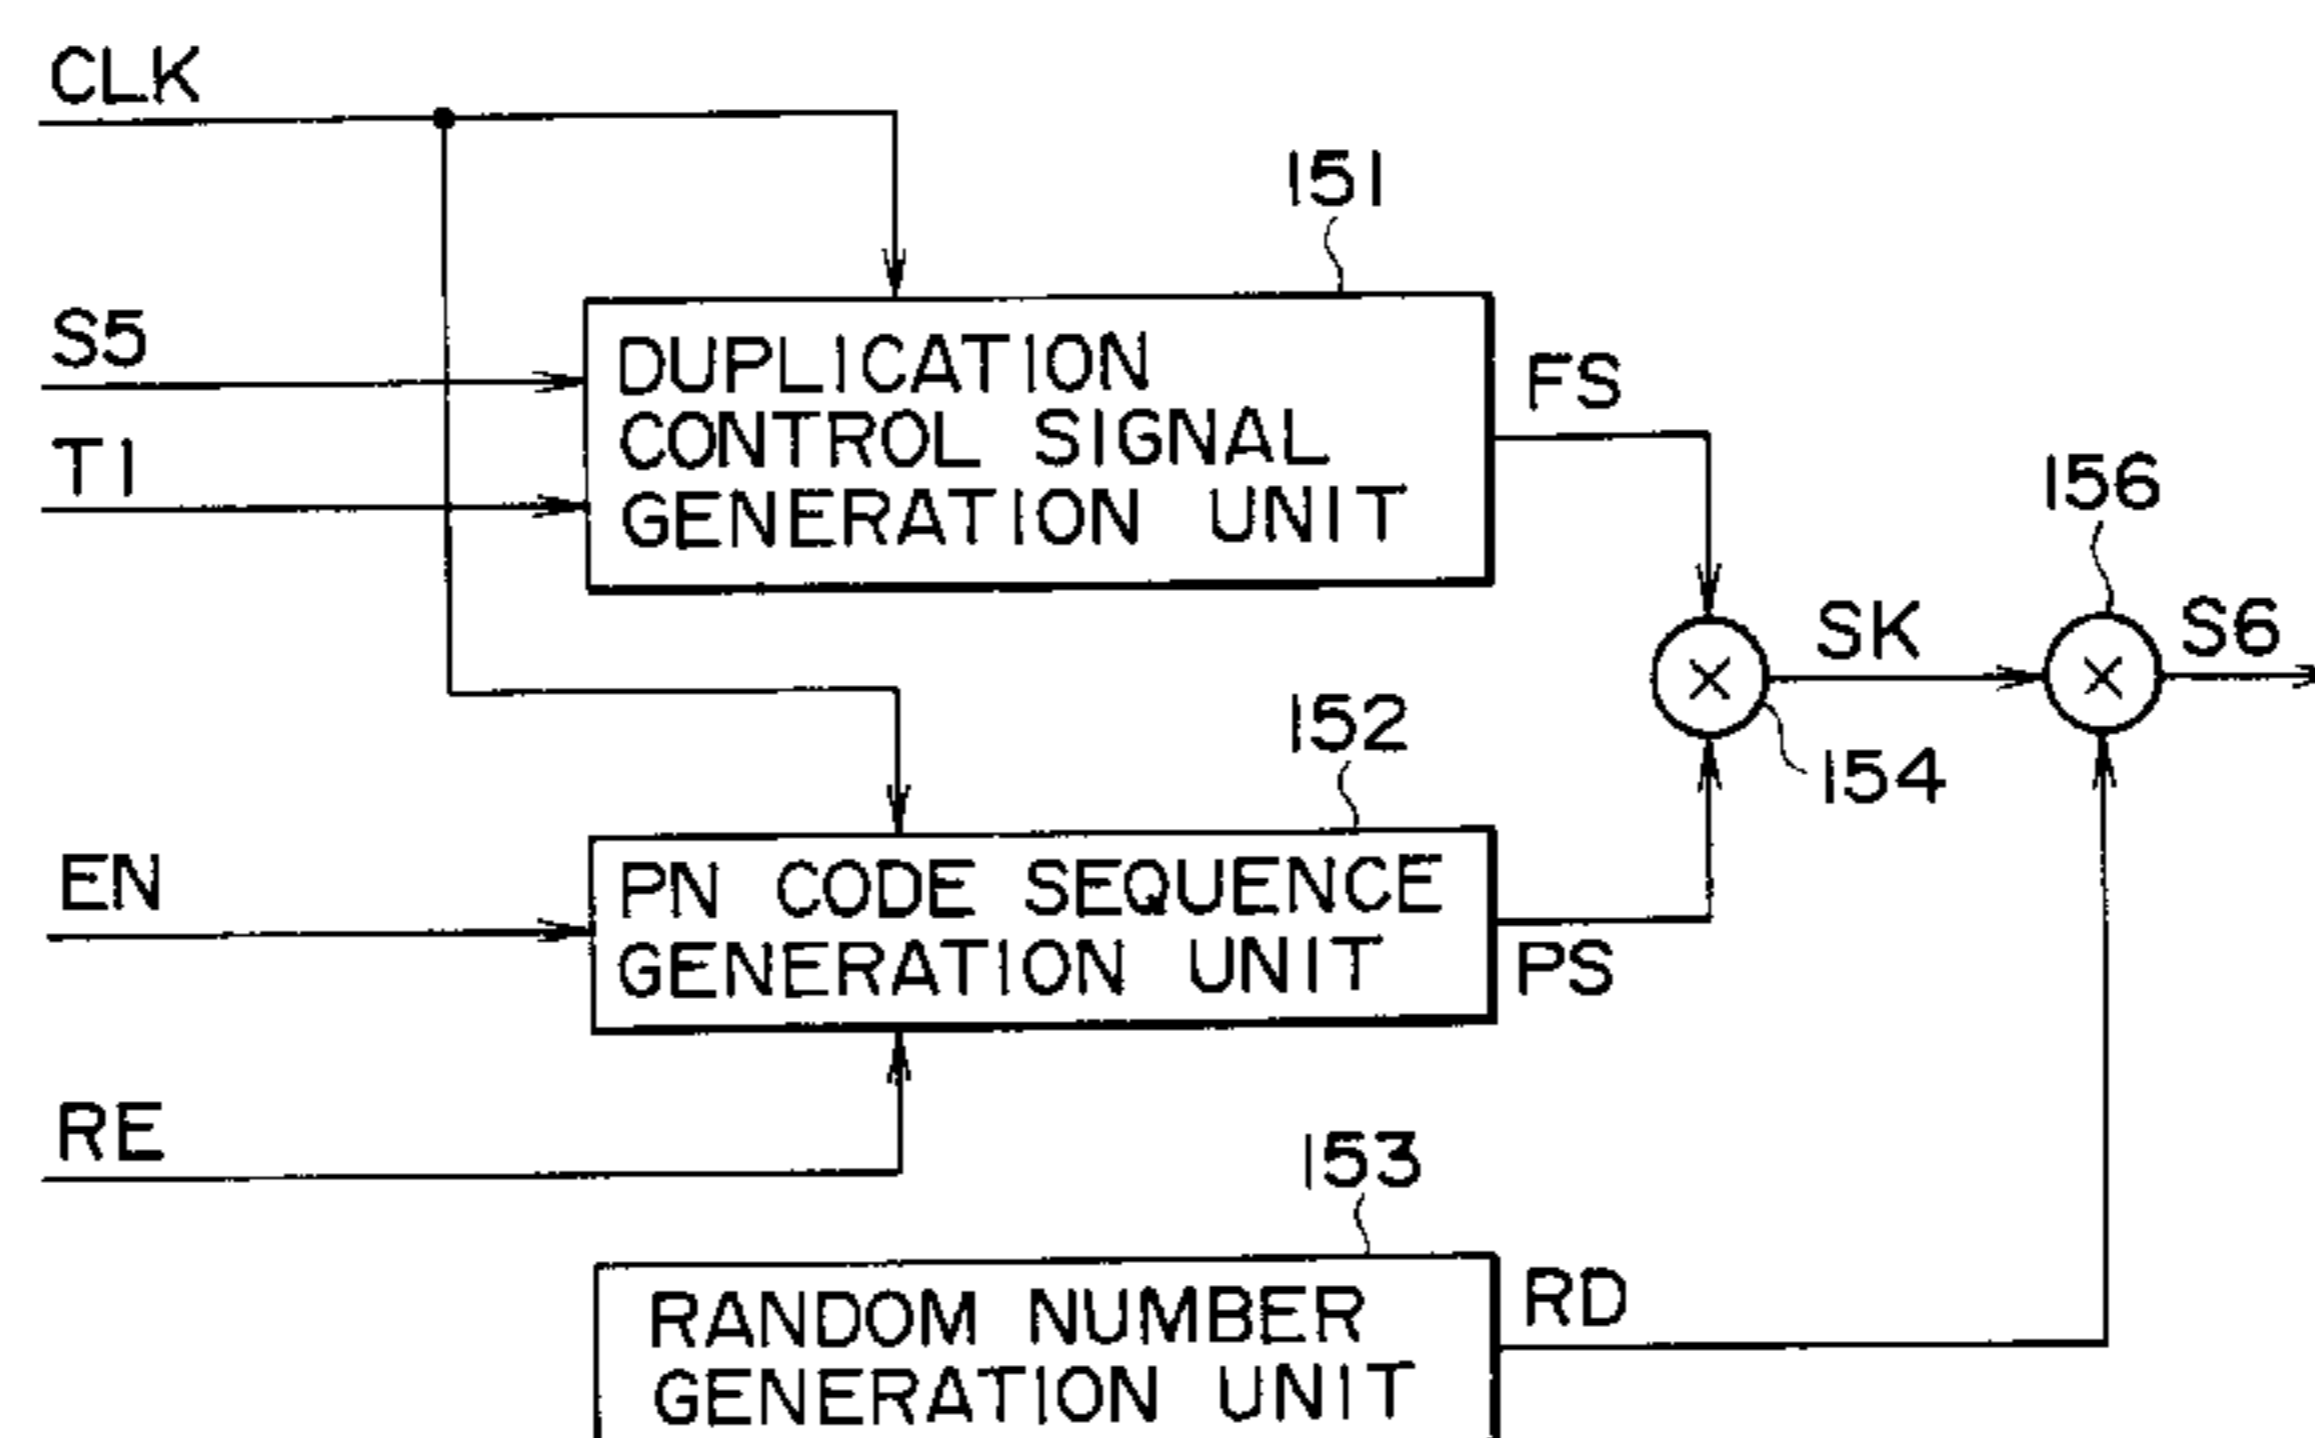 CLK
151
S5
DUPLICATION
CONTROL SIGNAL
GENERATION UNIT
FS
T1
156
SK
S6
152
154
EN
PN CODE SEQUENCE
GENERATION UNIT
PS
RE
153
RANDOM NUMBER
GENERATION UNIT
RD